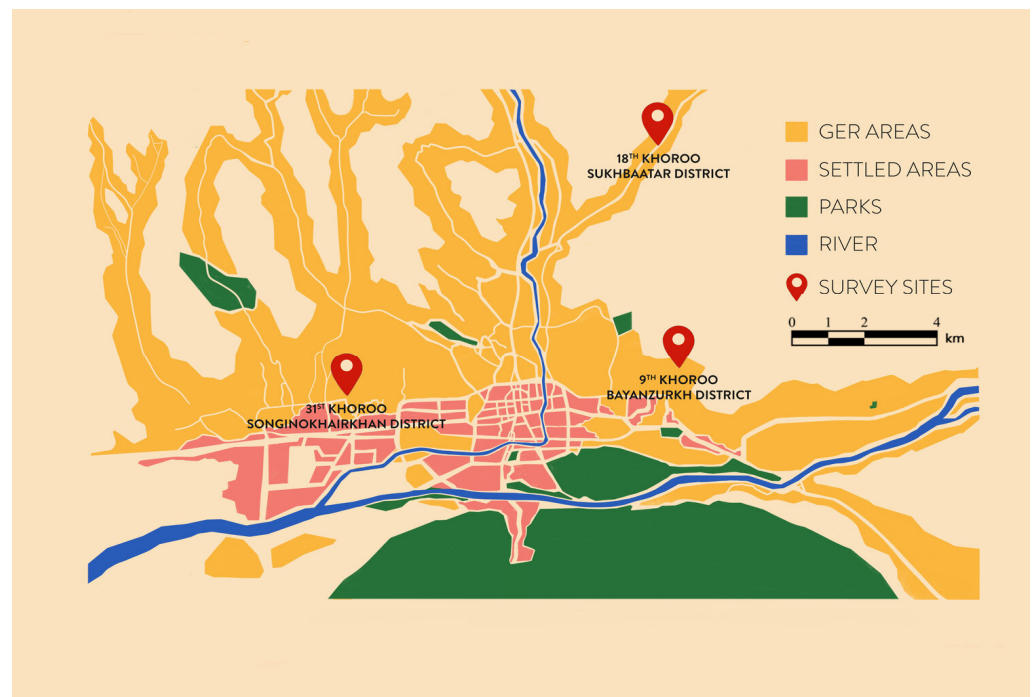 18TH KHOROO
SUKHBAATAR DISTRICT
GER AREAS
SETTLED AREAS
PARKS
RIVER
SURVEY SITES
0 1 2 4
km
9TH KHOROO
BAYANZURKH DISTRICT
31ST KHOROO
SONGINOKHAIRKHAN DISTRICT